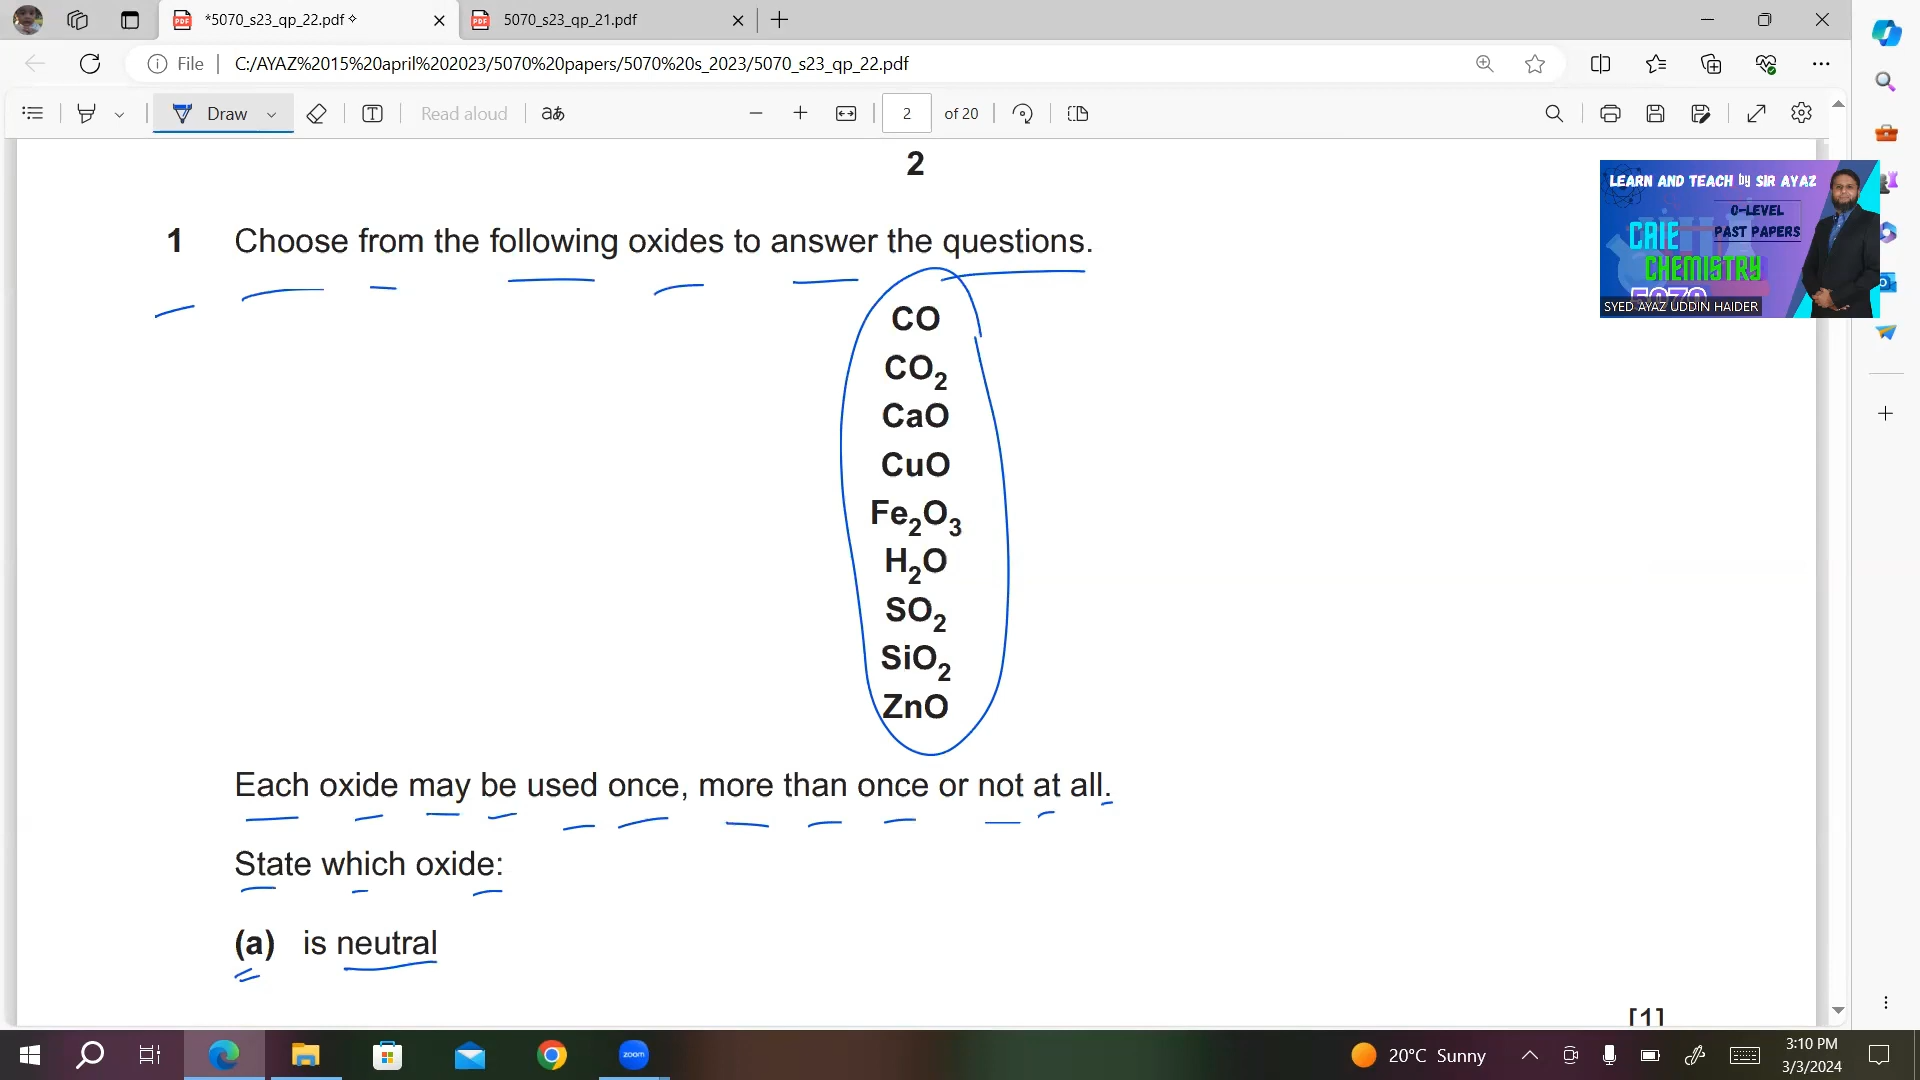 *5070_s23_qp_22.pdf
5070_s23_qp_21.pdf
File
C:/AYAZ%2015%20april%202023/5070%20papers/5070%20s_2023/5070_s23_qp_22.pdf
Draw
Read aloud
aあ
2
of 20
2
LEARN AND TEACH by SIR AYAZ
O-LEVEL
PAST PAPERS
CAIE
CHEMISTRY
5070
SYED AYAZ UDDIN HAIDER
1 Choose from the following oxides to answer the questions.
CO
CO₂
CaO
CuO
Fe₂O₃
H₂O
SO₂
SiO₂
ZnO
Each oxide may be used once, more than once or not at all.
State which oxide:
(a) is neutral
[1]
zoom
20°C Sunny
3:10 PM
3/3/2024